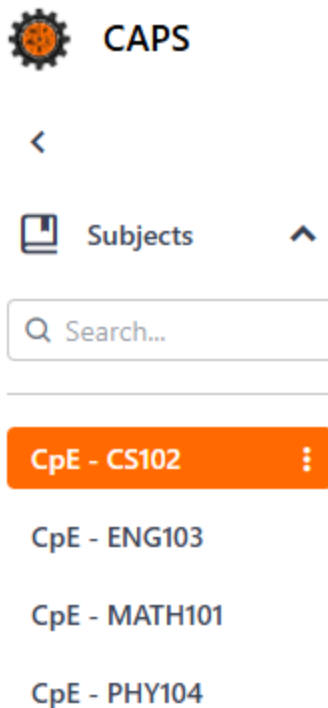 CAPS
Subjects
Search...
CpE - CS102
CpE - ENG103
CpE - MATH101
CpE - PHY104